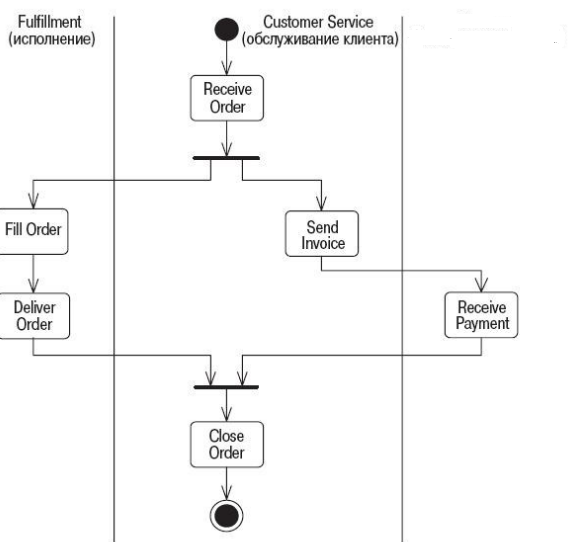 Fulfillment
(исполнение)
Customer Service
(обслуживание клиента)
Receive
Order
Fill Order
Send
Invoice
Deliver
Order
Receive
Payment
Close
Order